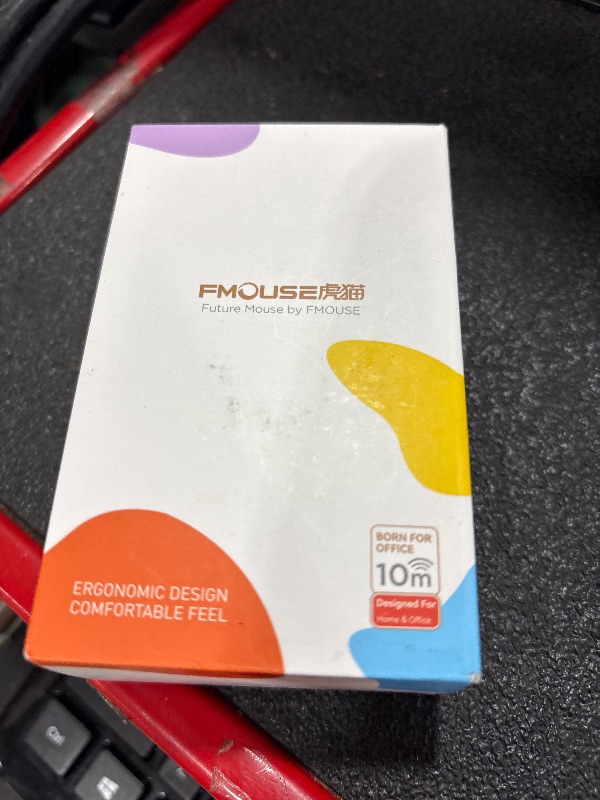 FMOUSE虎猫
Future Mouse by FMOUSE
BORN FOR
OFFICE
10m
Designed For
Home & Office
ERGONOMIC DESIGN
COMFORTABLE FEEL
Ctrl